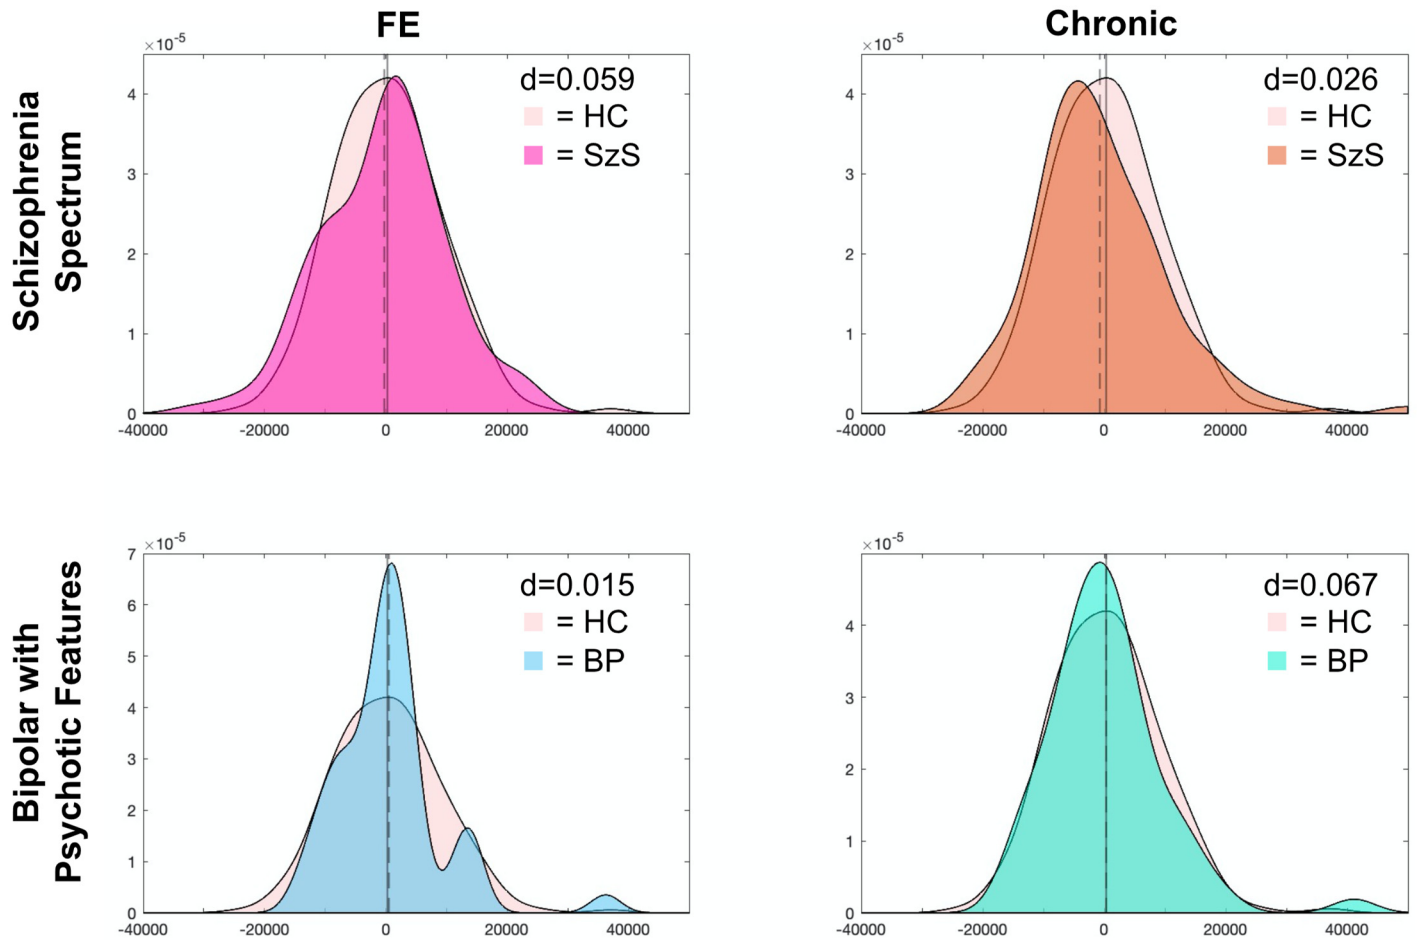 FE
Chronic
Schizophrenia
Spectrum
×10-5
4
3
2
1
0
-40000 -20000 0 20000 40000
d=0.059
= HC
= SzS
×10-5
4
3
2
1
0
-40000 -20000 0 20000 40000
d=0.026
= HC
= SzS
Bipolar with
Psychotic Features
×10-5
7
6
5
4
3
2
1
0
-40000 -20000 0 20000 40000
d=0.015
= HC
= BP
×10-5
4
3
2
1
0
-40000 -20000 0 20000 40000
d=0.067
= HC
= BP